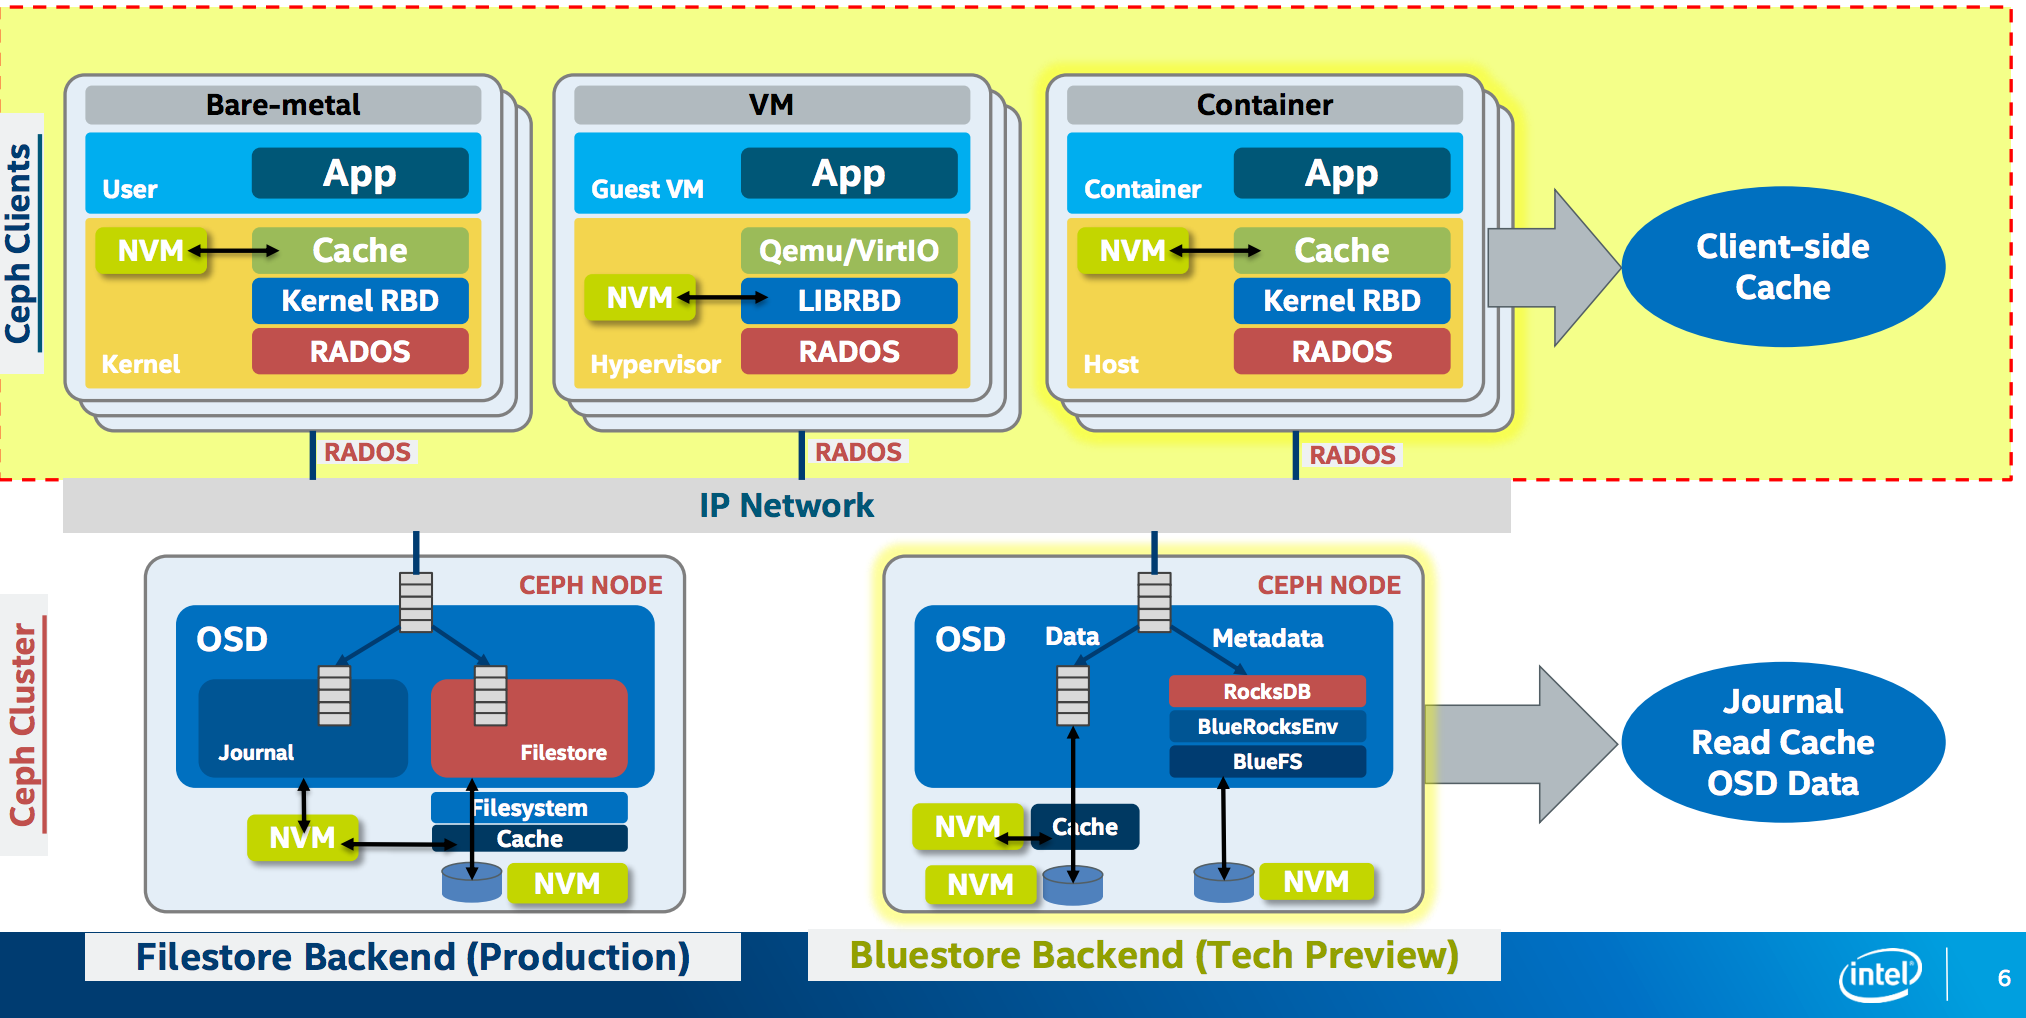 Ceph Clients
Bare-metal
User
App
NVM
Cache
Kernel RBD
RADOS
Kernel
VM
Guest VM
App
Qemu/VirtIO
NVM
LIBRBD
RADOS
Hypervisor
Container
Container
App
NVM
Cache
Kernel RBD
RADOS
Host
Client-side
Cache
RADOS
RADOS
RADOS
IP Network
Ceph Cluster
CEPH NODE
OSD
Journal
Filestore
Filesystem
Cache
NVM
NVM
CEPH NODE
OSD
Data
Metadata
RocksDB
BlueRocksEnv
BlueFS
NVM
Cache
NVM
NVM
Journal
Read Cache
OSD Data
Filestore Backend (Production)
Bluestore Backend (Tech Preview)
intel
6